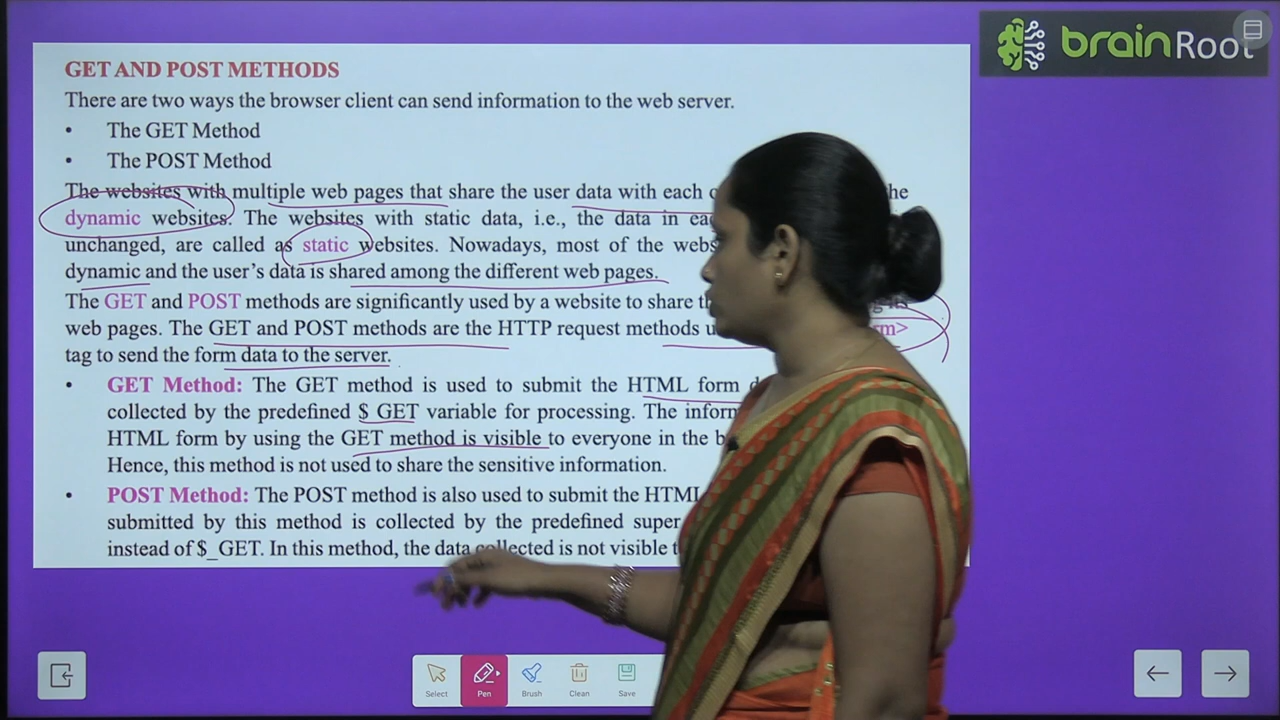 brainRoot
GET AND POST METHODS
There are two ways the browser client can send information to the web server.
• The GET Method
• The POST Method
The websites with multiple web pages that share the user data with each the
dynamic websites. The websites with static data, i.e., the data in
unchanged, are called as static websites. Nowadays, most of the
dynamic and the user's data is shared among the different web pages.
The GET and POST methods are significantly used by a website to share
web pages. The GET and POST methods are the HTTP request methods
tag to send the form data to the server.
• GET Method: The GET method is used to submit the HTML form
collected by the predefined $ GET variable for processing. The
HTML form by using the GET method is visible to everyone in the
Hence, this method is not used to share the sensitive information.
• POST Method: The POST method is also used to submit the HTML
submitted by this method is collected by the predefined super
instead of $_GET. In this method, the data collected is not visible
Select Pen Brush Clean Save